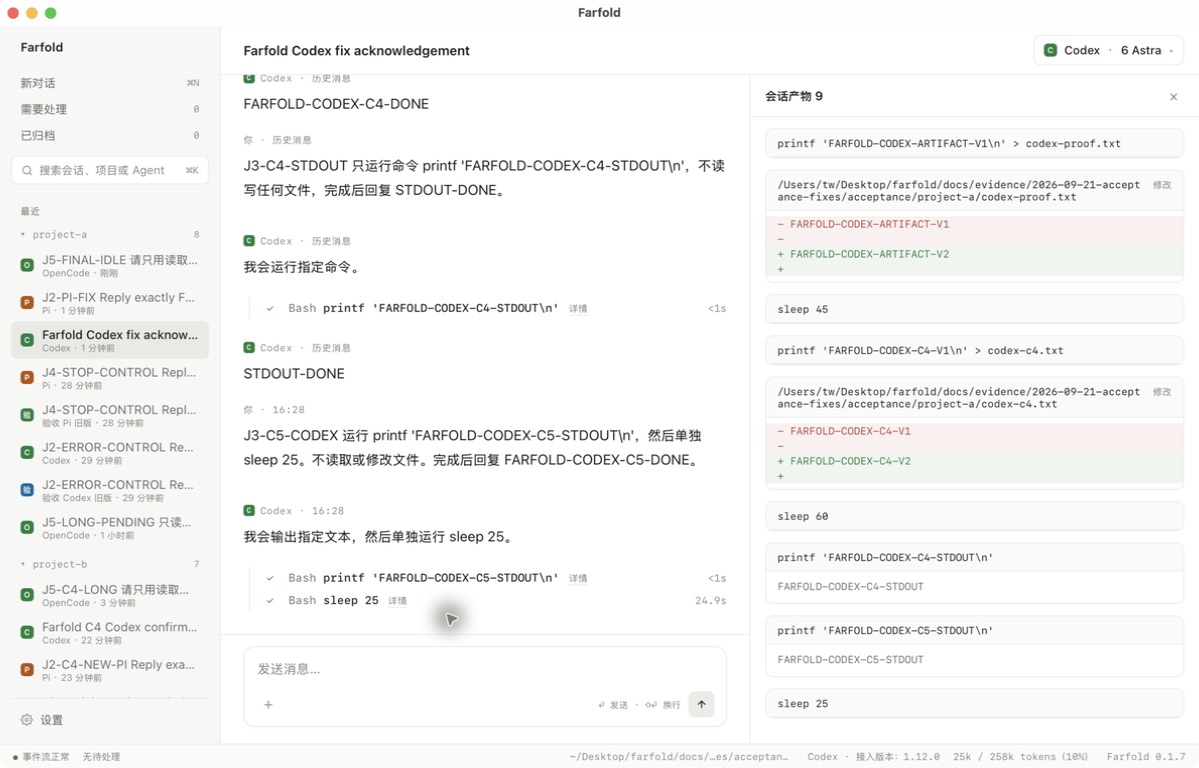 Farfold
Farfold
新对话 ⌘N
需要处理 0
已归档 0
搜索会话、项目或 Agent ⌘K
最近
project-a 8
O J5-FINAL-IDLE 请只用读取...
OpenCode · 刚刚
P J2-PI-FIX Reply exactly F...
Pi · 1 分钟前
C Farfold Codex fix acknow...
Codex · 1 分钟前
P J4-STOP-CONTROL Repl...
Pi · 28 分钟前
验 J4-STOP-CONTROL Repl...
验收 Pi 旧版 · 28 分钟前
C J2-ERROR-CONTROL Re...
Codex · 29 分钟前
验 J2-ERROR-CONTROL Re...
验收 Codex 旧版 · 29 分钟前
O J5-LONG-PENDING 只读...
OpenCode · 1 小时前
project-b 7
O J5-C4-LONG 请只用读取...
OpenCode · 3 分钟前
C Farfold C4 Codex confirm...
Codex · 22 分钟前
P J2-C4-NEW-PI Reply exa...
Pi · 23 分钟前
设置
Farfold Codex fix acknowledgement
C Codex · 6 Astra
C Codex · 历史消息
FARFOLD-CODEX-C4-DONE
你 · 历史消息
J3-C4-STDOUT 只运行命令 printf 'FARFOLD-CODEX-C4-STDOUT\n'，不读
写任何文件，完成后回复 STDOUT-DONE。
C Codex · 历史消息
我会运行指定命令。
✓ Bash printf 'FARFOLD-CODEX-C4-STDOUT\n' 详情 <1s
C Codex · 历史消息
STDOUT-DONE
你 · 16:28
J3-C5-CODEX 运行 printf 'FARFOLD-CODEX-C5-STDOUT\n'，然后单独
sleep 25。不读取或修改文件。完成后回复 FARFOLD-CODEX-C5-DONE。
C Codex · 16:28
我会输出指定文本，然后单独运行 sleep 25。
✓ Bash printf 'FARFOLD-CODEX-C5-STDOUT\n' 详情 <1s
✓ Bash sleep 25 详情 24.9s
发送消息...
+ ↵ 发送 · ⇧↵ 换行 ↑
会话产物 9 ×
printf 'FARFOLD-CODEX-ARTIFACT-V1\n' > codex-proof.txt
/Users/tw/Desktop/farfold/docs/evidence/2026-09-21-accept 修改
ance-fixes/acceptance/project-a/codex-proof.txt
- FARFOLD-CODEX-ARTIFACT-V1
-
+ FARFOLD-CODEX-ARTIFACT-V2
+
sleep 45
printf 'FARFOLD-CODEX-C4-V1\n' > codex-c4.txt
/Users/tw/Desktop/farfold/docs/evidence/2026-09-21-accept 修改
ance-fixes/acceptance/project-a/codex-c4.txt
- FARFOLD-CODEX-C4-V1
-
+ FARFOLD-CODEX-C4-V2
+
sleep 60
printf 'FARFOLD-CODEX-C4-STDOUT\n'
FARFOLD-CODEX-C4-STDOUT
printf 'FARFOLD-CODEX-C5-STDOUT\n'
FARFOLD-CODEX-C5-STDOUT
sleep 25
事件流正常 无待处理 ~/Desktop/farfold/docs/…es/acceptan… Codex · 接入版本: 1.12.0 25k / 258k tokens (10%) Farfold 0.1.7